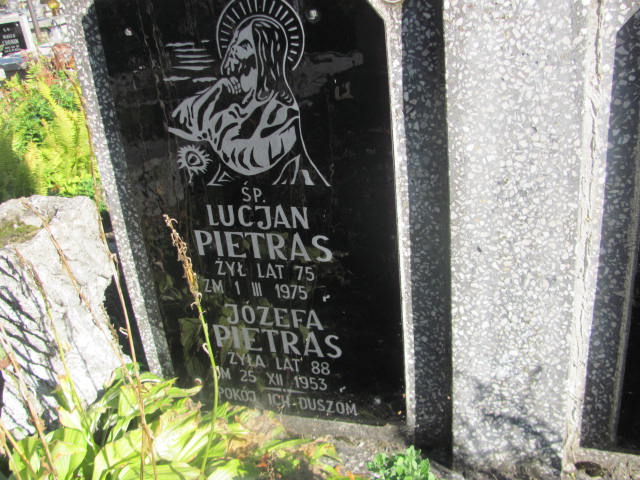 ŚP.
LUCJAN
PIETRAS
ŻYŁ LAT 75
ZM 1 III 1975 r
JÓZEFA
PIETRAS
ŻYŁA LAT 88
ZM 25 XII 1953 r
POKÓJ ICH-DUSZOM